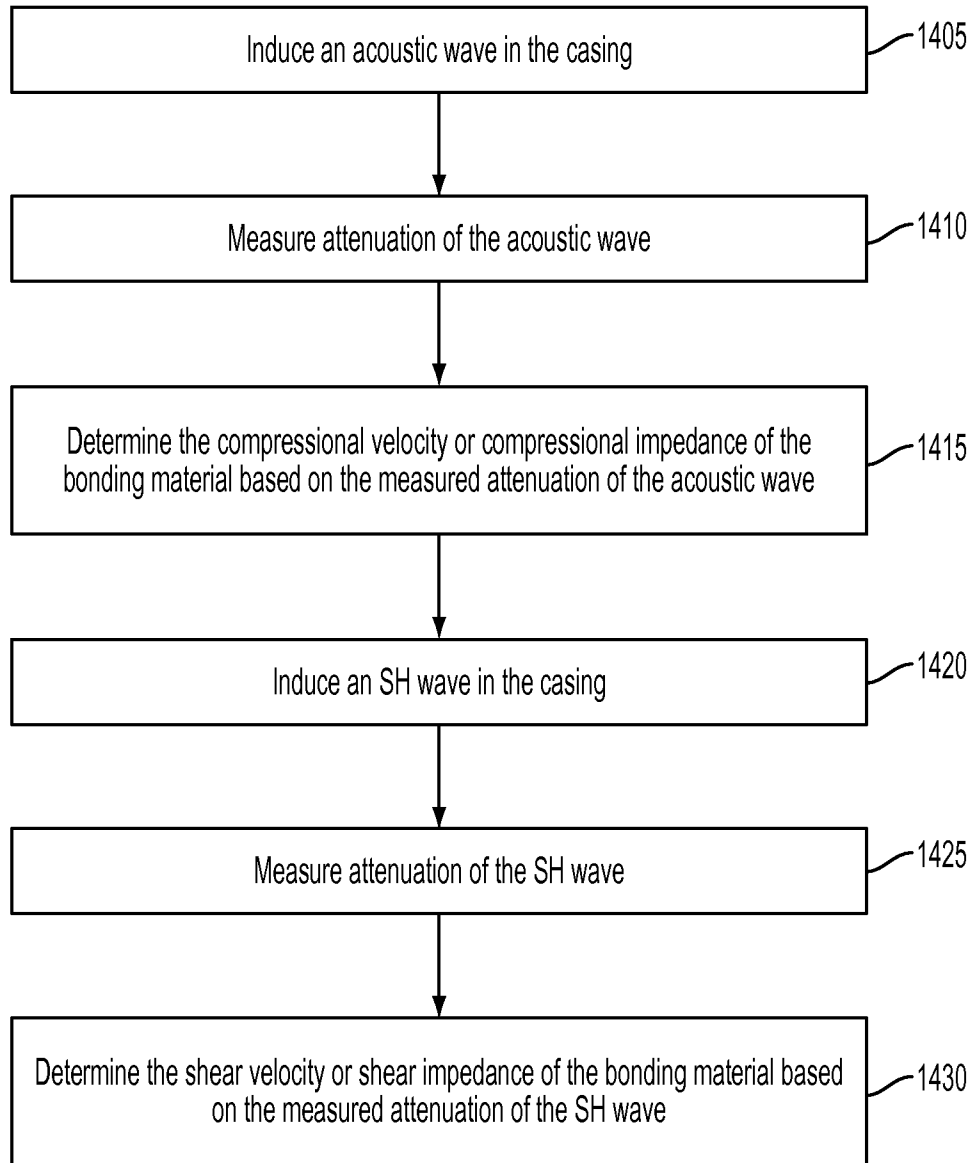 Induce an acoustic wave in the casing
1405
Measure attenuation of the acoustic wave
1410
Determine the compressional velocity or compressional impedance of the
bonding material based on the measured attenuation of the acoustic wave
1415
Induce an SH wave in the casing
1420
Measure attenuation of the SH wave
1425
Determine the shear velocity or shear impedance of the bonding material based
on the measured attenuation of the SH wave
1430